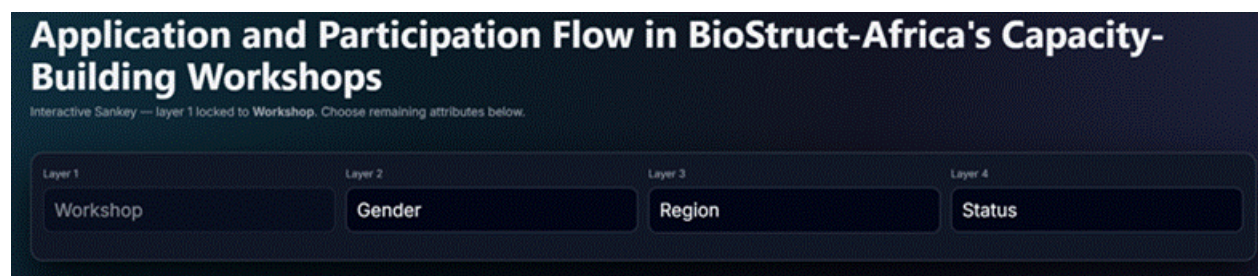 Application and Participation Flow in BioStruct-Africa's Capacity-
Building Workshops
Interactive Sankey — layer 1 locked to Workshop. Choose remaining attributes below.
Layer 1
Layer 2
Layer 3
Layer 4
Workshop
Gender
Region
Status